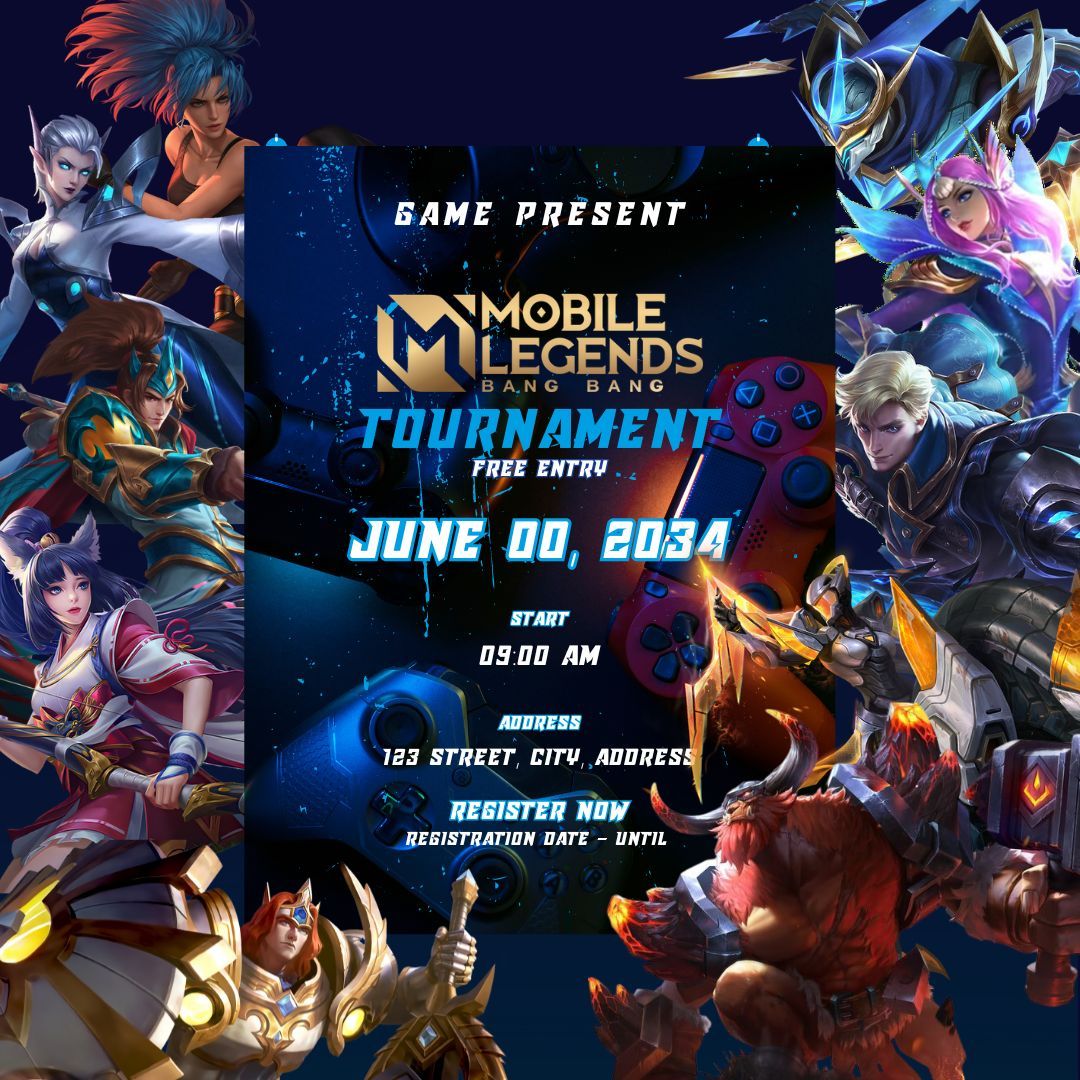 GAME PRESENT
MOBILE
LEGENDS
BANG BANG
TOURNAMENT
FREE ENTRY
JUNE 00, 2034
START
09:00 AM
ADDRESS
123 STREET, CITY, ADDRESS
REGISTER NOW
REGISTRATION DATE - UNTIL